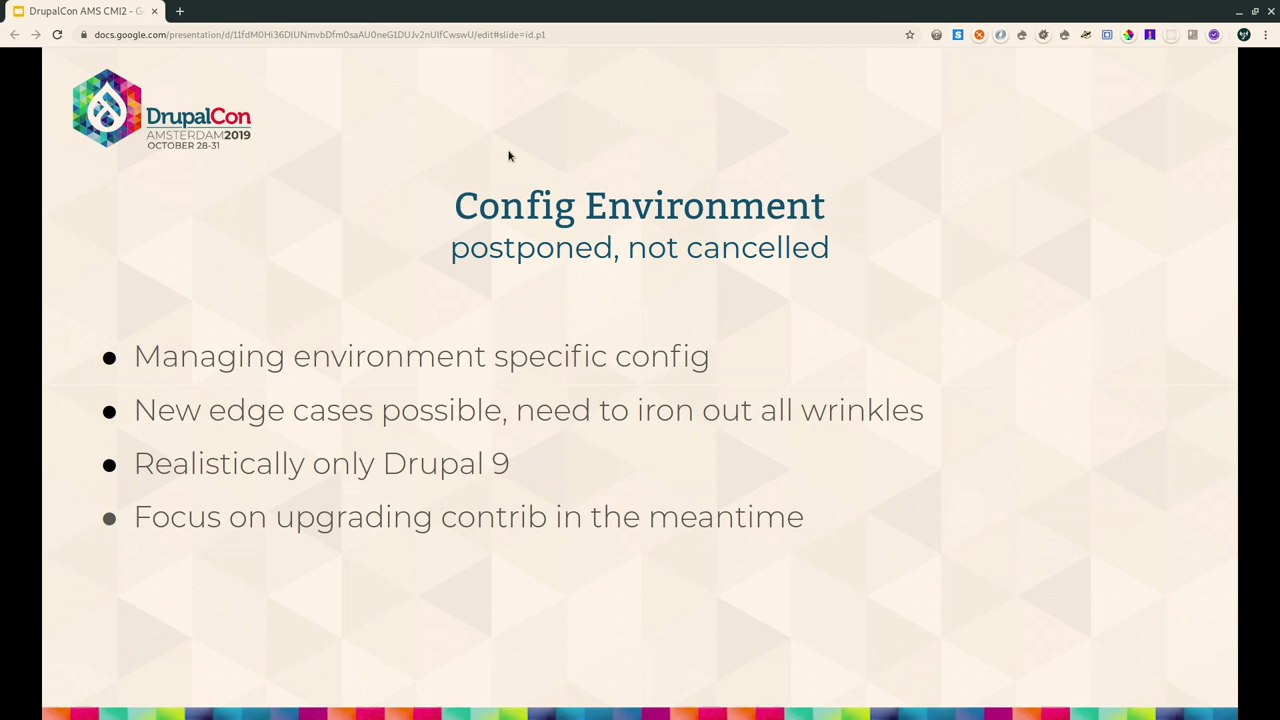 DrupalCon AMS CMI2 - G
docs.google.com/presentation/d/11fdM0Hi36DlUNmvbDfm0saAU0neG1DUJv2nUIfCwswU/edit#slide=id.p1
DrupalCon
AMSTERDAM2019
OCTOBER 28-31
Config Environment
postponed, not cancelled
● Managing environment specific config
● New edge cases possible, need to iron out all wrinkles
● Realistically only Drupal 9
● Focus on upgrading contrib in the meantime